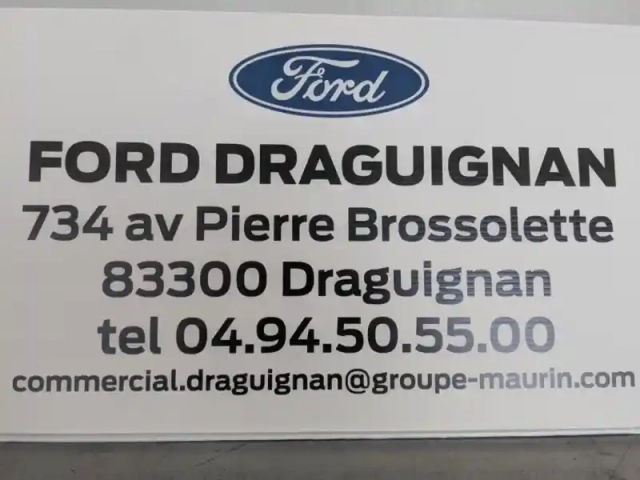 Ford
FORD DRAGUIGNAN
734 av Pierre Brossolette
83300 Draguignan
tel 04.94.50.55.00
commercial.draguignan@groupe-maurin.com